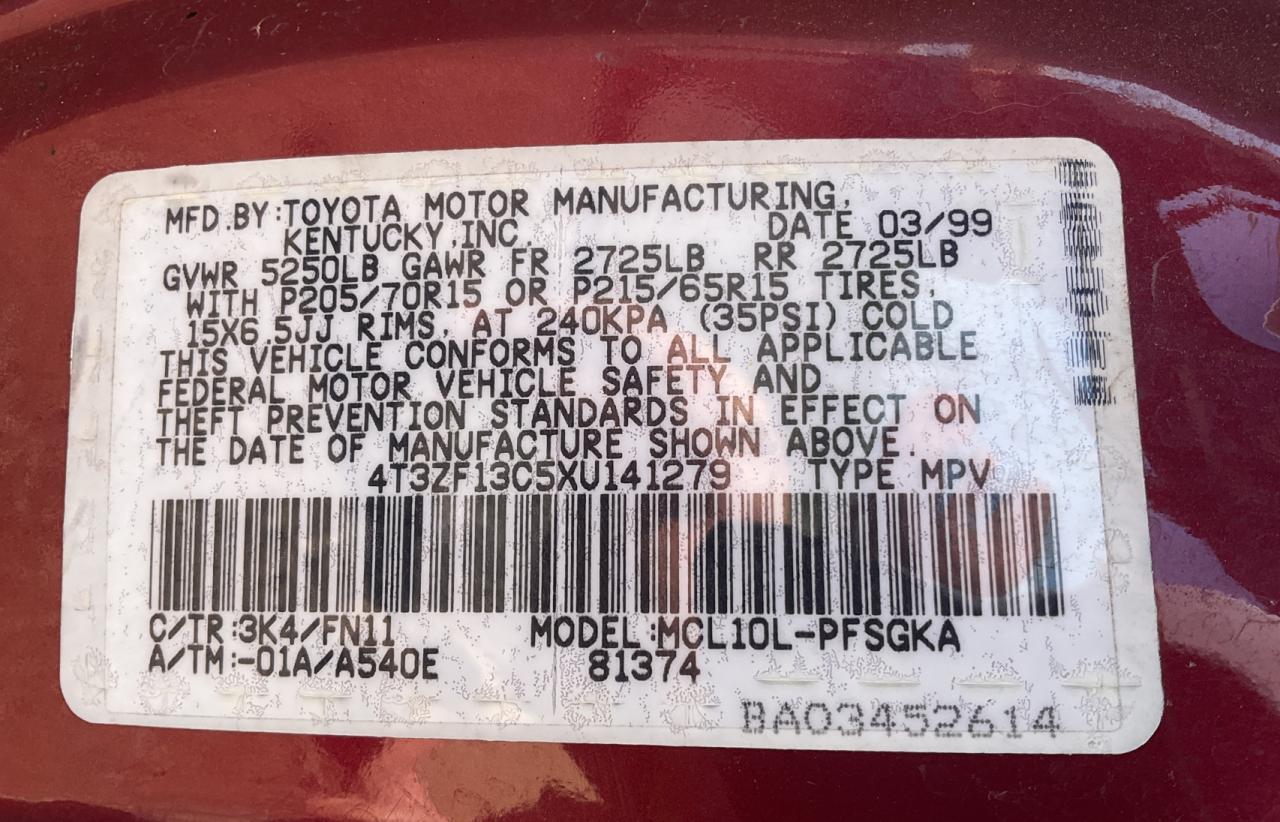 MFD.BY:TOYOTA MOTOR MANUFACTURING,
KENTUCKY,INC. DATE 03/99
GVWR 5250LB GAWR FR 2725LB RR 2725LB
WITH P205/70R15 OR P215/65R15 TIRES,
15X6.5JJ RIMS, AT 240KPA (35PSI) COLD
THIS VEHICLE CONFORMS TO ALL APPLICABLE
FEDERAL MOTOR VEHICLE SAFETY AND
THEFT PREVENTION STANDARDS IN EFFECT ON
THE DATE OF MANUFACTURE SHOWN ABOVE.
4T3ZF13C5XU141279 TYPE MPV
C/TR:3K4/FN11 MODEL:MCL10L-PFSGKA
A/TM:-01A/A540E 81374
BA03452614